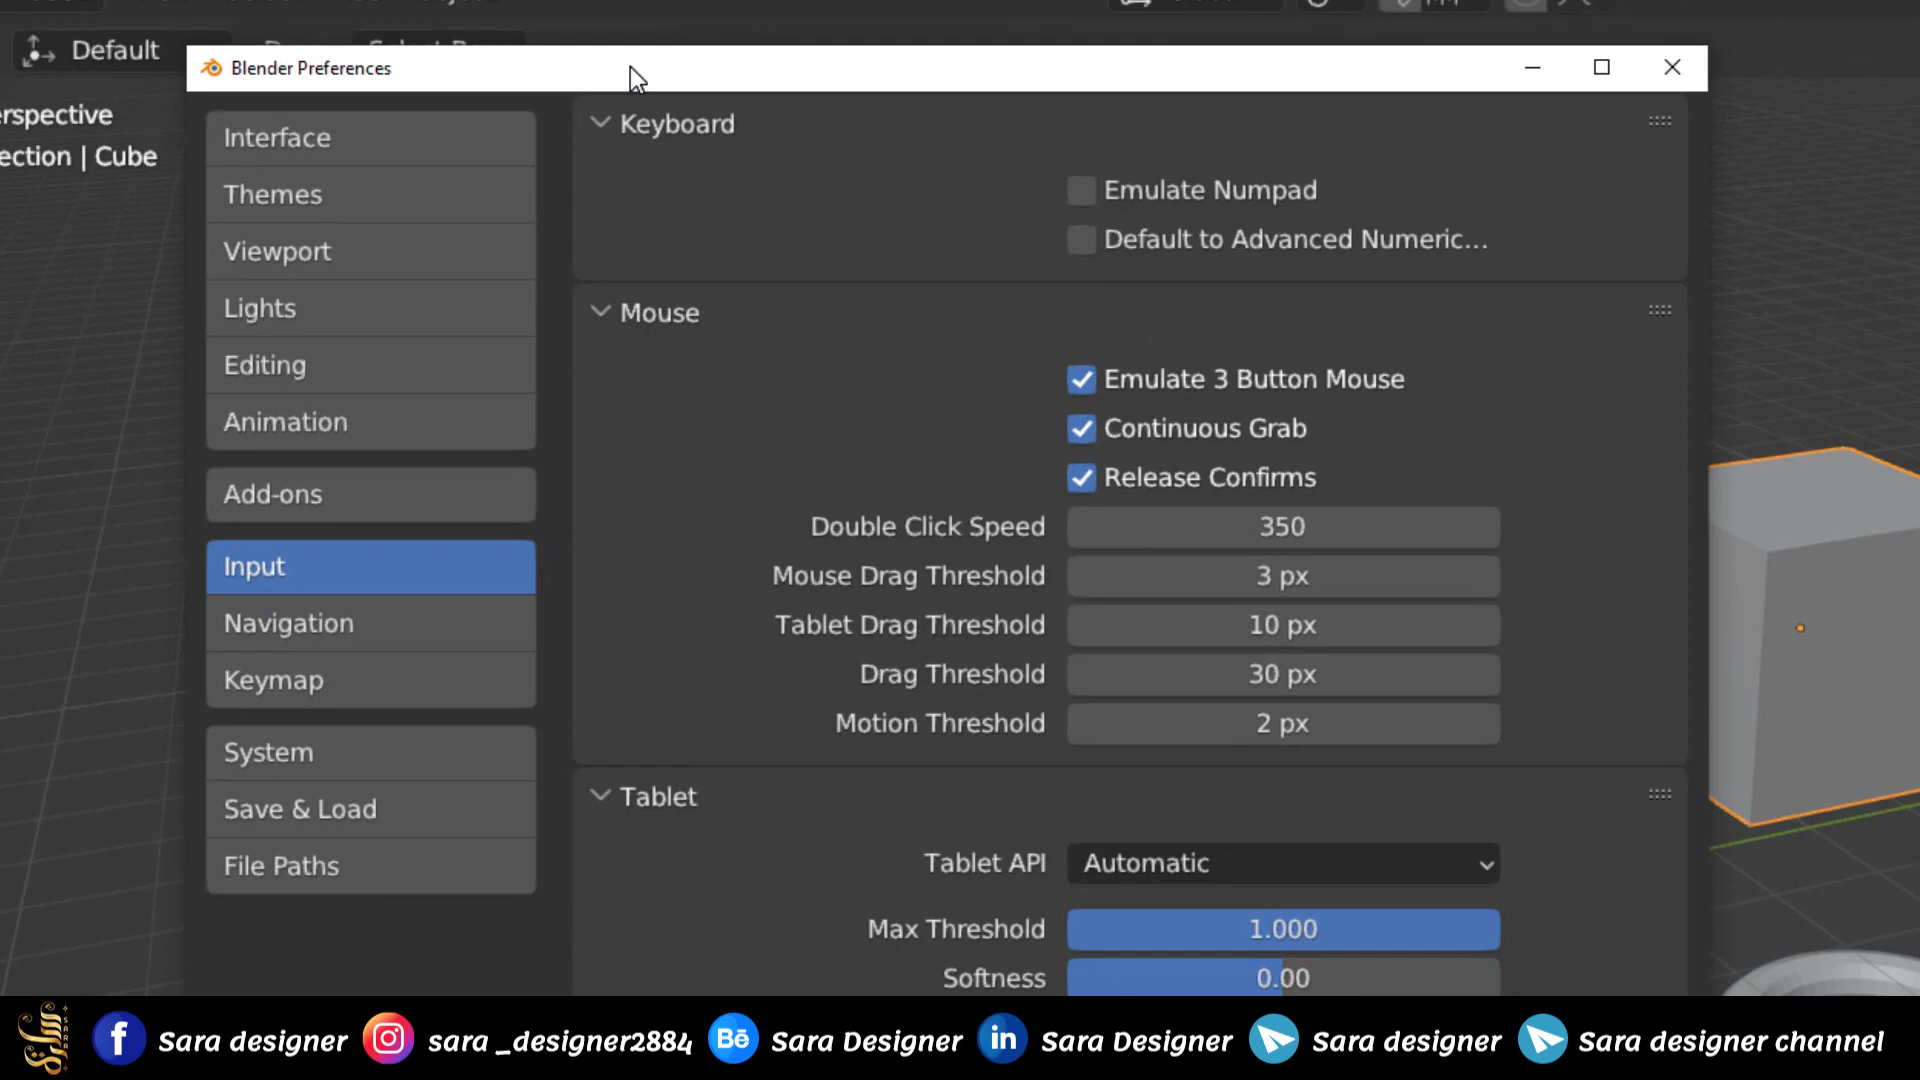 Default
Blender Preferences
erspective
ection | Cube
Interface
Themes
Viewport
Lights
Editing
Animation
Add-ons
Input
Navigation
Keymap
System
Save & Load
File Paths
Keyboard
Emulate Numpad
Default to Advanced Numeric...
Mouse
Emulate 3 Button Mouse
Continuous Grab
Release Confirms
Double Click Speed 350
Mouse Drag Threshold 3 px
Tablet Drag Threshold 10 px
Drag Threshold 30 px
Motion Threshold 2 px
Tablet
Tablet API Automatic
Max Threshold 1.000
Softness 0.00
Sara designer sara _designer2884 Bē Sara Designer in Sara Designer Sara designer Sara designer channel